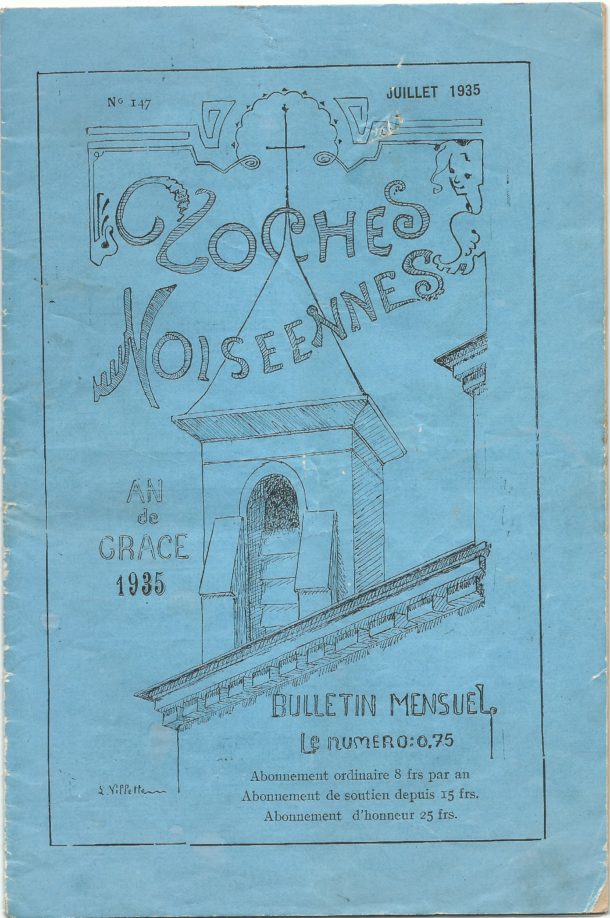 No 147
JUILLET 1935
CLOCHES
NOISEENNES
AN
de
GRACE
1935
BULLETIN MENSUEL
Le NUMERO:0,75
Abonnement ordinaire 8 frs par an
Abonnement de soutien depuis 15 frs.
Abonnement d'honneur 25 frs.